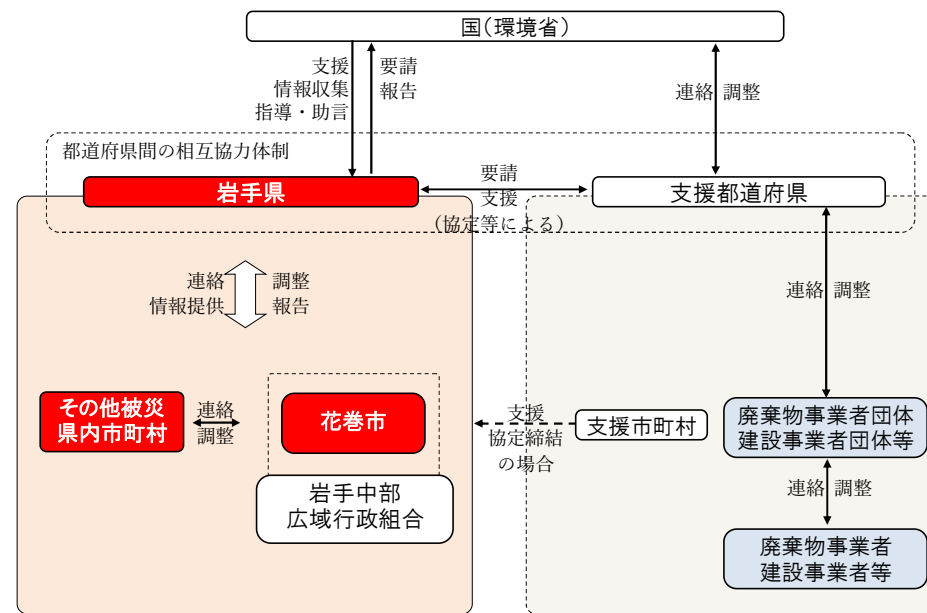 国（環境省）
支援
情報収集
指導・助言
要請
報告
連絡 調整
都道府県間の相互協力体制
岩手県
要請
支援
（協定等による）
支援都道府県
連絡
情報提供
調整
報告
連絡 調整
その他被災
県内市町村
連絡
調整
花巻市
岩手中部
広域行政組合
支援
協定締結
の場合
支援市町村
廃棄物事業者団体
建設事業者団体等
連絡 調整
廃棄物事業者
建設事業者等